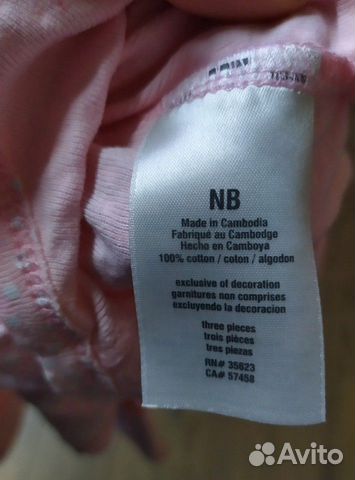 NB
Made in Cambodia
Fabriqué au Cambodge
Hecho en Camboya
100% cotton / coton / algodon
exclusive of decoration
garnitures non comprises
excluyendo la decoración
three pieces
trois pièces
tres piezas
RN# 35623
CA# 57458
Avito